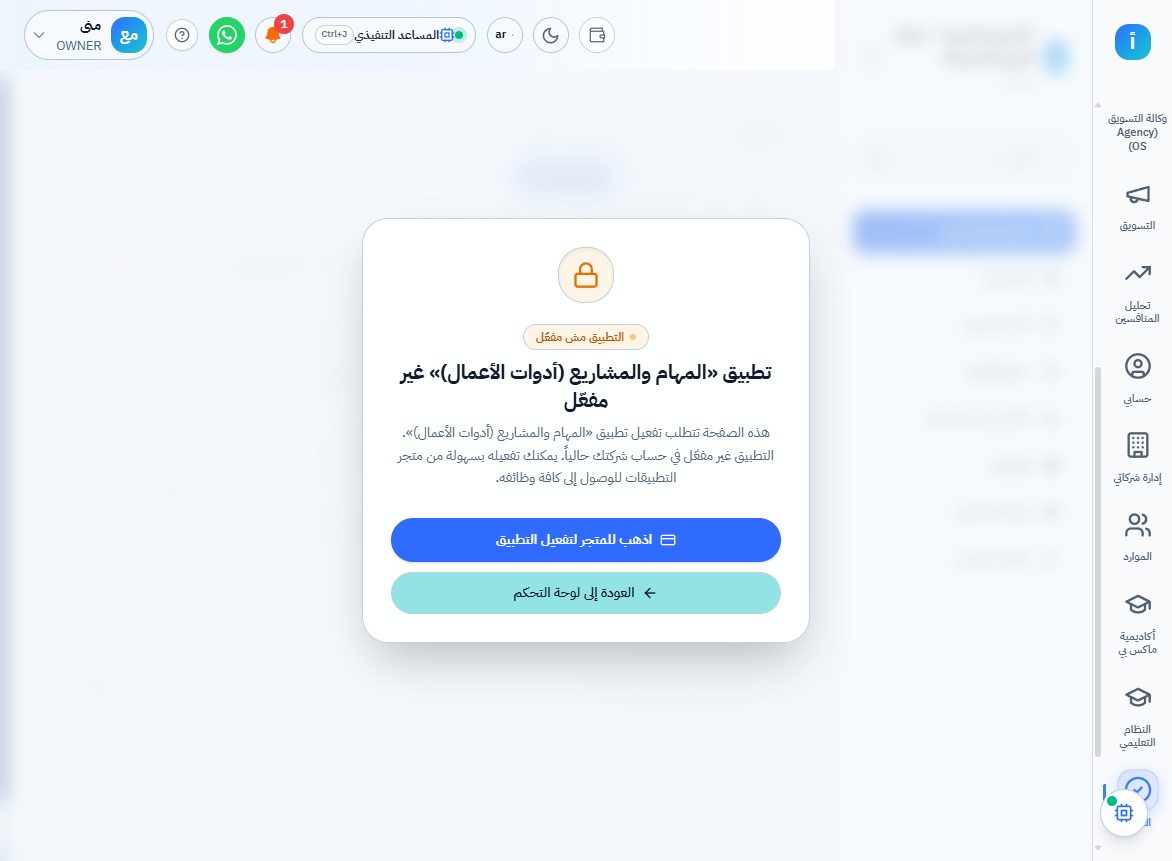 منى
OWNER
مع
1
المساعد التنفيذي
Ctrl+J
ar
أ
وكالة التسويق
(Agency
OS)
التسويق
تحليل
المنافسين
حسابي
إدارة شركاتي
الموارد
أكاديمية
ماكس بي
النظام
التعليمي
التطبيق مش مفعّل
تطبيق «المهام والمشاريع (أدوات الأعمال)» غير
مفعّل
هذه الصفحة تتطلب تفعيل تطبيق «المهام والمشاريع (أدوات الأعمال)».
التطبيق غير مفعّل في حساب شركتك حالياً. يمكنك تفعيله بسهولة من متجر
التطبيقات للوصول إلى كافة وظائفه.
اذهب للمتجر لتفعيل التطبيق
العودة إلى لوحة التحكم